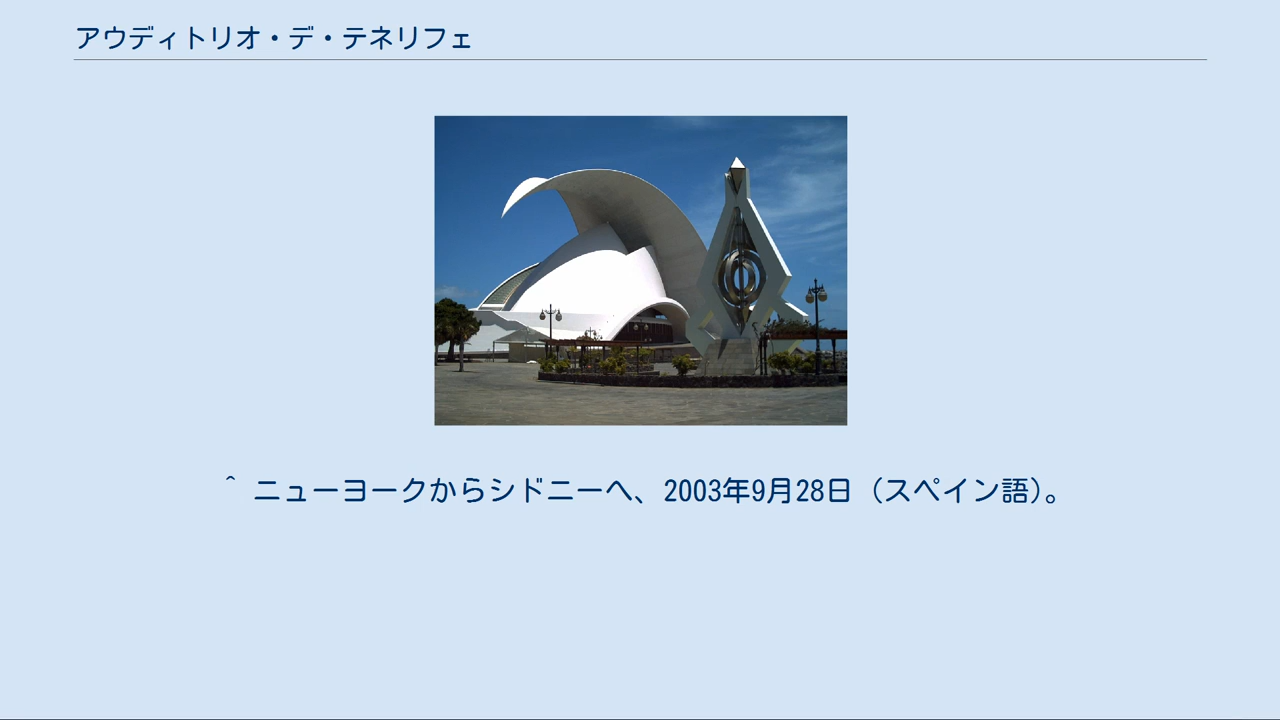 アウディトリオ・デ・テネリフェ
^ ニューヨークからシドニーへ、2003年9月28日（スペイン語）。